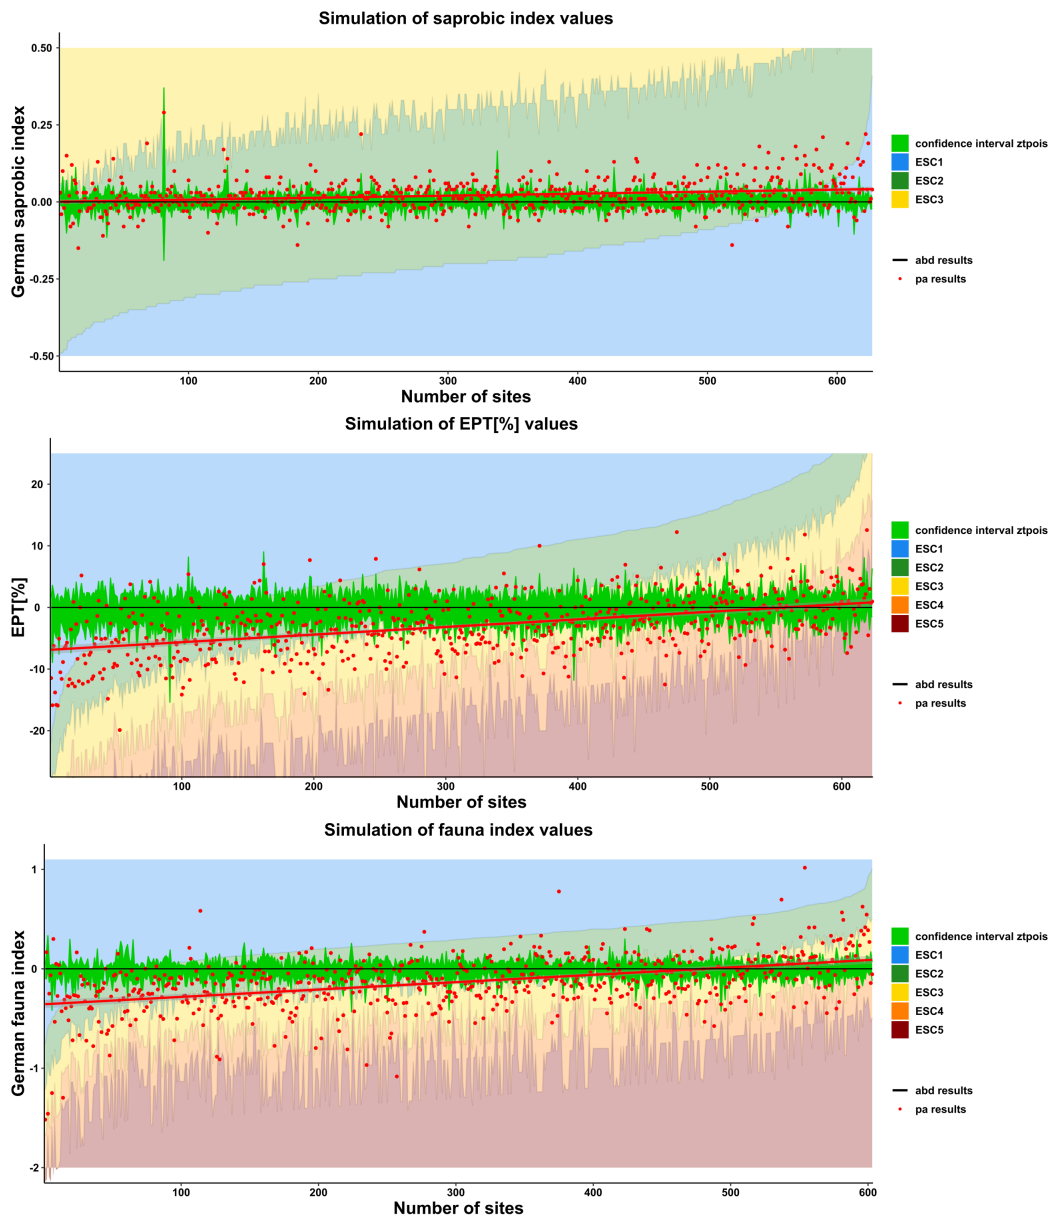 Simulation of saprobic index values
German saprobic index
0.50
0.25
0.00
-0.25
-0.50
100 200 300 400 500 600
Number of sites
confidence interval ztpois
ESC1
ESC2
ESC3
abd results
pa results
Simulation of EPT[%] values
EPT[%]
20
10
0
-10
-20
100 200 300 400 500 600
Number of sites
confidence interval ztpois
ESC1
ESC2
ESC3
ESC4
ESC5
abd results
pa results
Simulation of fauna index values
German fauna index
1
0
-1
-2
100 200 300 400 500 600
Number of sites
confidence interval ztpois
ESC1
ESC2
ESC3
ESC4
ESC5
abd results
pa results